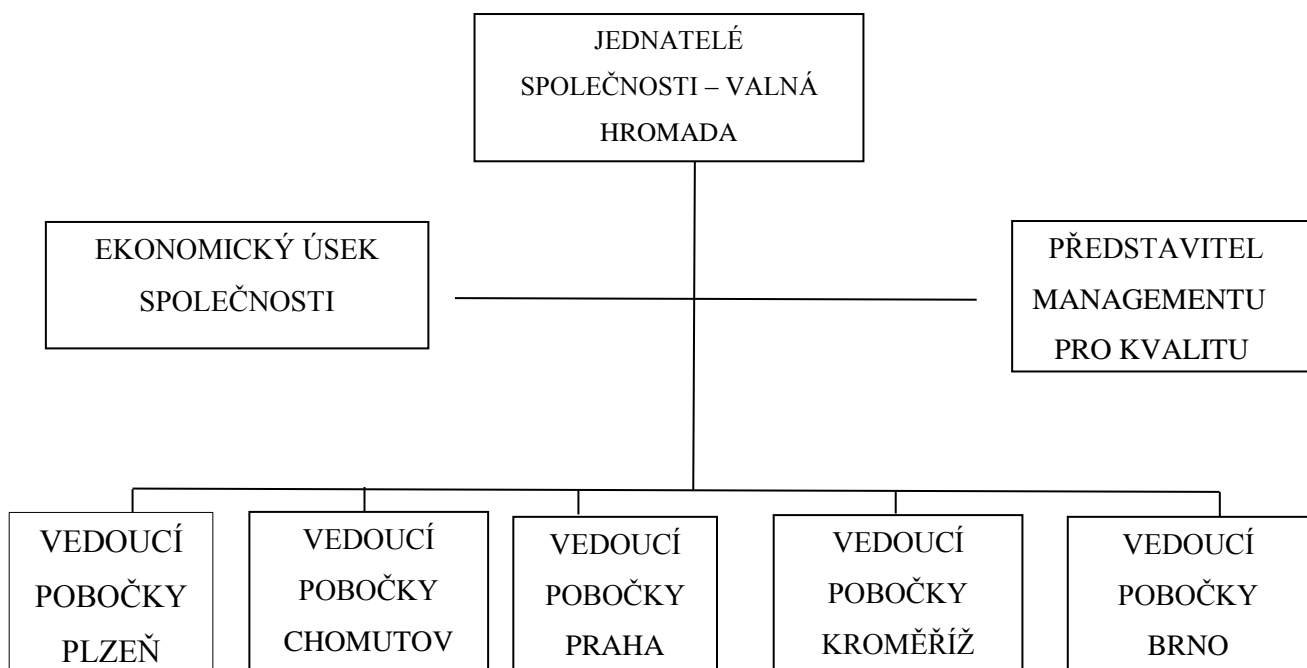 JEDNATELÉ
SPOLEČNOSTI – VALNÁ
HROMADA
EKONOMICKÝ ÚSEK
SPOLEČNOSTI
PŘEDSTAVITEL
MANAGEMENTU
PRO KVALITU
VEDOUCÍ
POBOČKY
PLZEŇ
VEDOUCÍ
POBOČKY
CHOMUTOV
VEDOUCÍ
POBOČKY
PRAHA
VEDOUCÍ
POBOČKY
KROMĚŘÍŽ
VEDOUCÍ
POBOČKY
BRNO